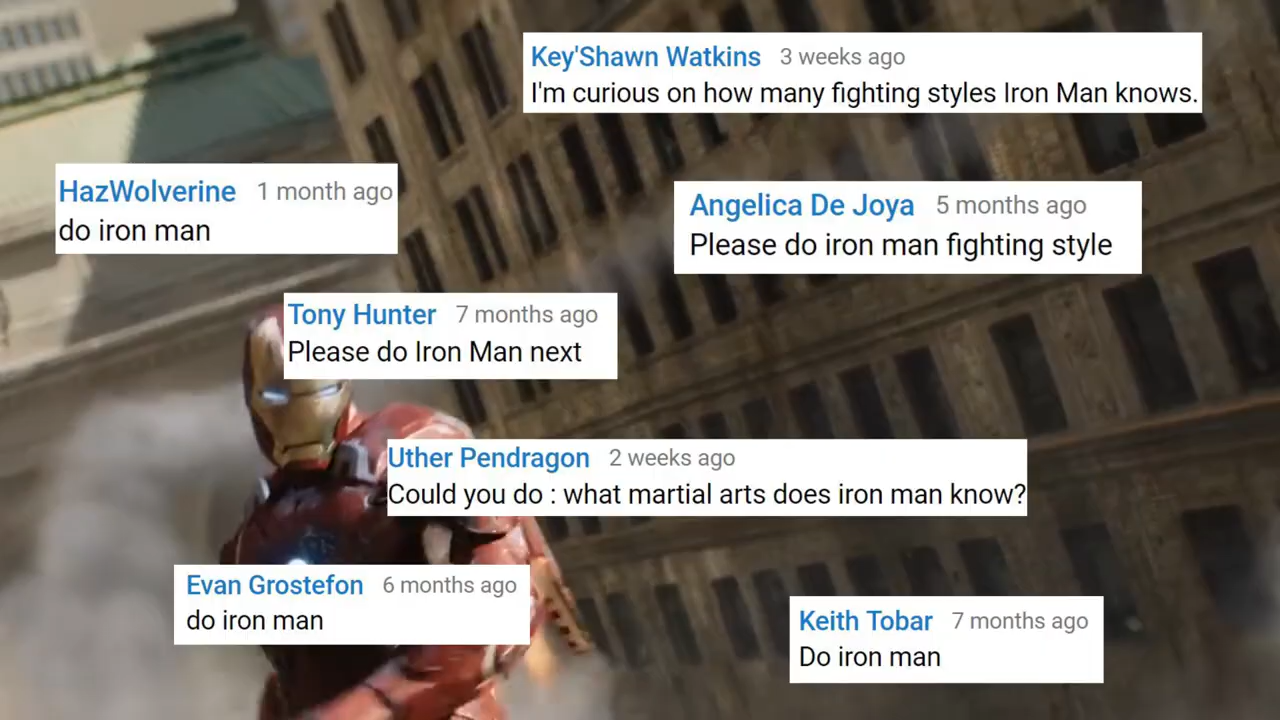 Key'Shawn Watkins 3 weeks ago
I'm curious on how many fighting styles Iron Man knows.
HazWolverine 1 month ago
do iron man
Angelica De Joya 5 months ago
Please do iron man fighting style
Tony Hunter 7 months ago
Please do Iron Man next
Uther Pendragon 2 weeks ago
Could you do : what martial arts does iron man know?
Evan Grostefon 6 months ago
do iron man
Keith Tobar 7 months ago
Do iron man